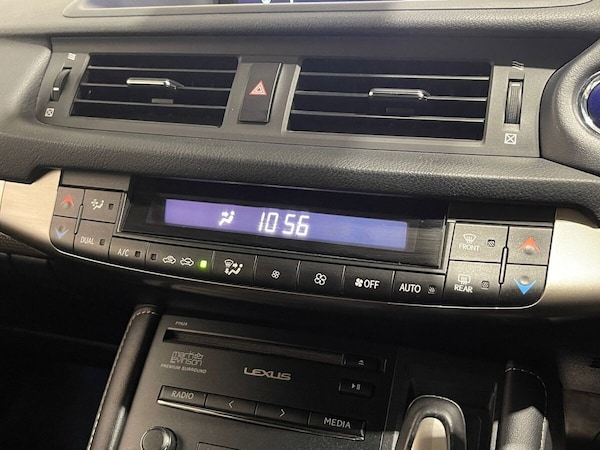 10:56
DUAL
A/C
OFF
AUTO
FRONT
REAR
mark levinson
PREMIUM SURROUND
LEXUS
RADIO
MEDIA